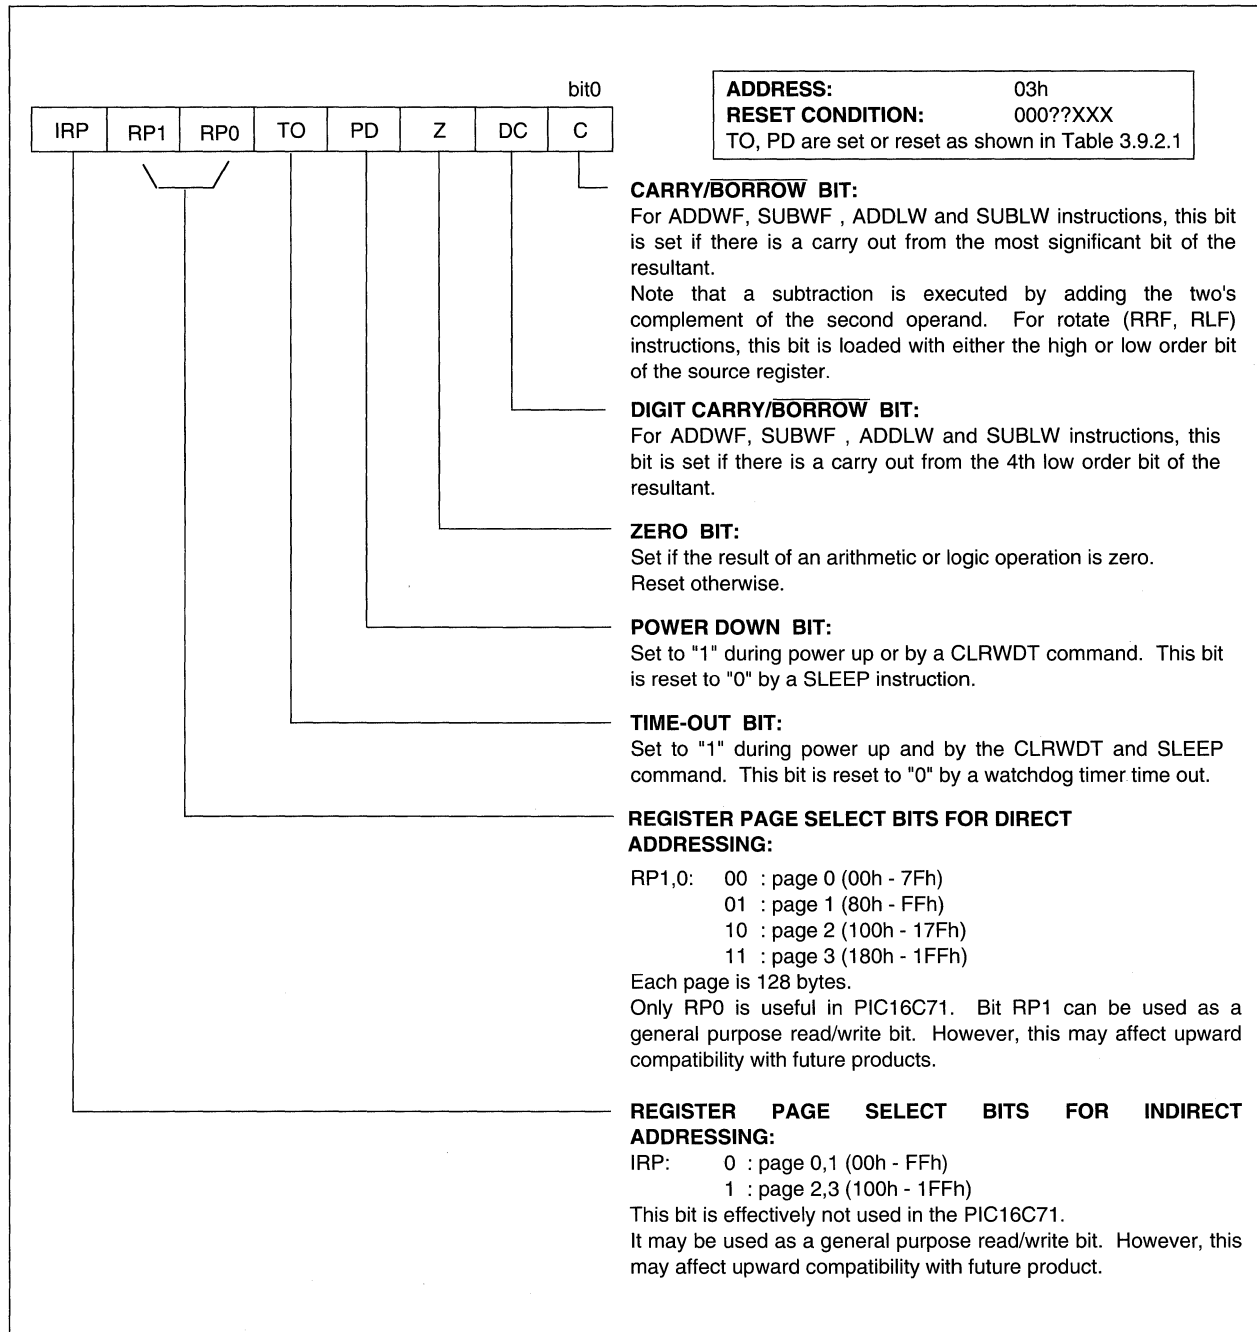 bit0
IRP RP1 RP0 TO PD Z DC C
ADDRESS: 03h
RESET CONDITION: 000??XXX
TO, PD are set or reset as shown in Table 3.9.2.1
CARRY/BORROW BIT:
For ADDWF, SUBWF , ADDLW and SUBLW instructions, this bit
is set if there is a carry out from the most significant bit of the
resultant.
Note that a subtraction is executed by adding the two's
complement of the second operand. For rotate (RRF, RLF)
instructions, this bit is loaded with either the high or low order bit
of the source register.
DIGIT CARRY/BORROW BIT:
For ADDWF, SUBWF , ADDLW and SUBLW instructions, this
bit is set if there is a carry out from the 4th low order bit of the
resultant.
ZERO BIT:
Set if the result of an arithmetic or logic operation is zero.
Reset otherwise.
POWER DOWN BIT:
Set to "1" during power up or by a CLRWDT command. This bit
is reset to "0" by a SLEEP instruction.
TIME-OUT BIT:
Set to "1" during power up and by the CLRWDT and SLEEP
command. This bit is reset to "0" by a watchdog timer time out.
REGISTER PAGE SELECT BITS FOR DIRECT
ADDRESSING:
RP1,0: 00 : page 0 (00h - 7Fh)
01 : page 1 (80h - FFh)
10 : page 2 (100h - 17Fh)
11 : page 3 (180h - 1FFh)
Each page is 128 bytes.
Only RP0 is useful in PIC16C71. Bit RP1 can be used as a
general purpose read/write bit. However, this may affect upward
compatibility with future products.
REGISTER PAGE SELECT BITS FOR INDIRECT
ADDRESSING:
IRP: 0 : page 0,1 (00h - FFh)
1 : page 2,3 (100h - 1FFh)
This bit is effectively not used in the PIC16C71.
It may be used as a general purpose read/write bit. However, this
may affect upward compatibility with future product.